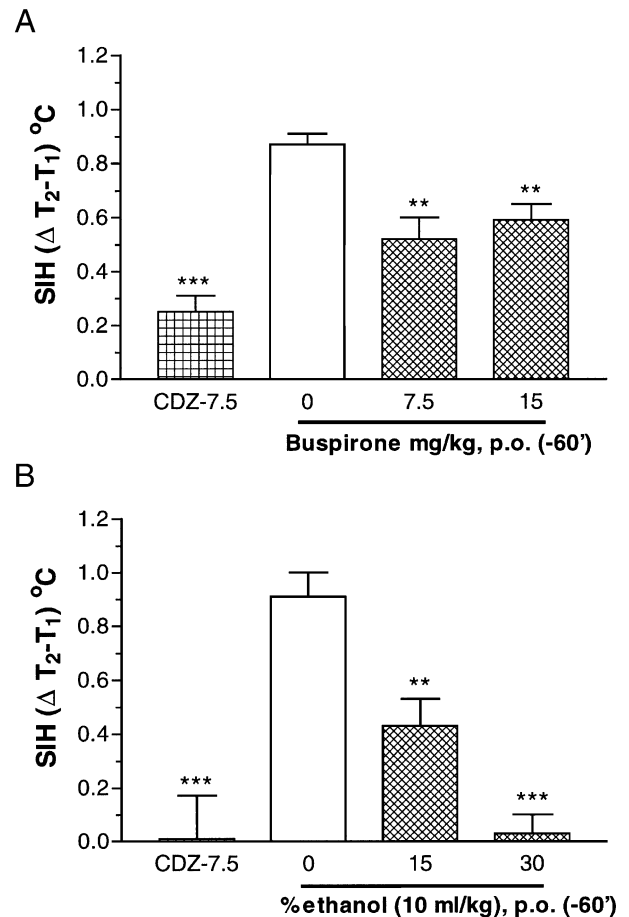 A
SIH (Δ T2-T1) °C
1.2
1.0
0.8
0.6
0.4
0.2
0.0
***
**
**
CDZ-7.5 0 7.5 15
Buspirone mg/kg, p.o. (-60')
B
SIH (Δ T2-T1) °C
1.2
1.0
0.8
0.6
0.4
0.2
0.0
***
**
***
CDZ-7.5 0 15 30
%ethanol (10 ml/kg), p.o. (-60')